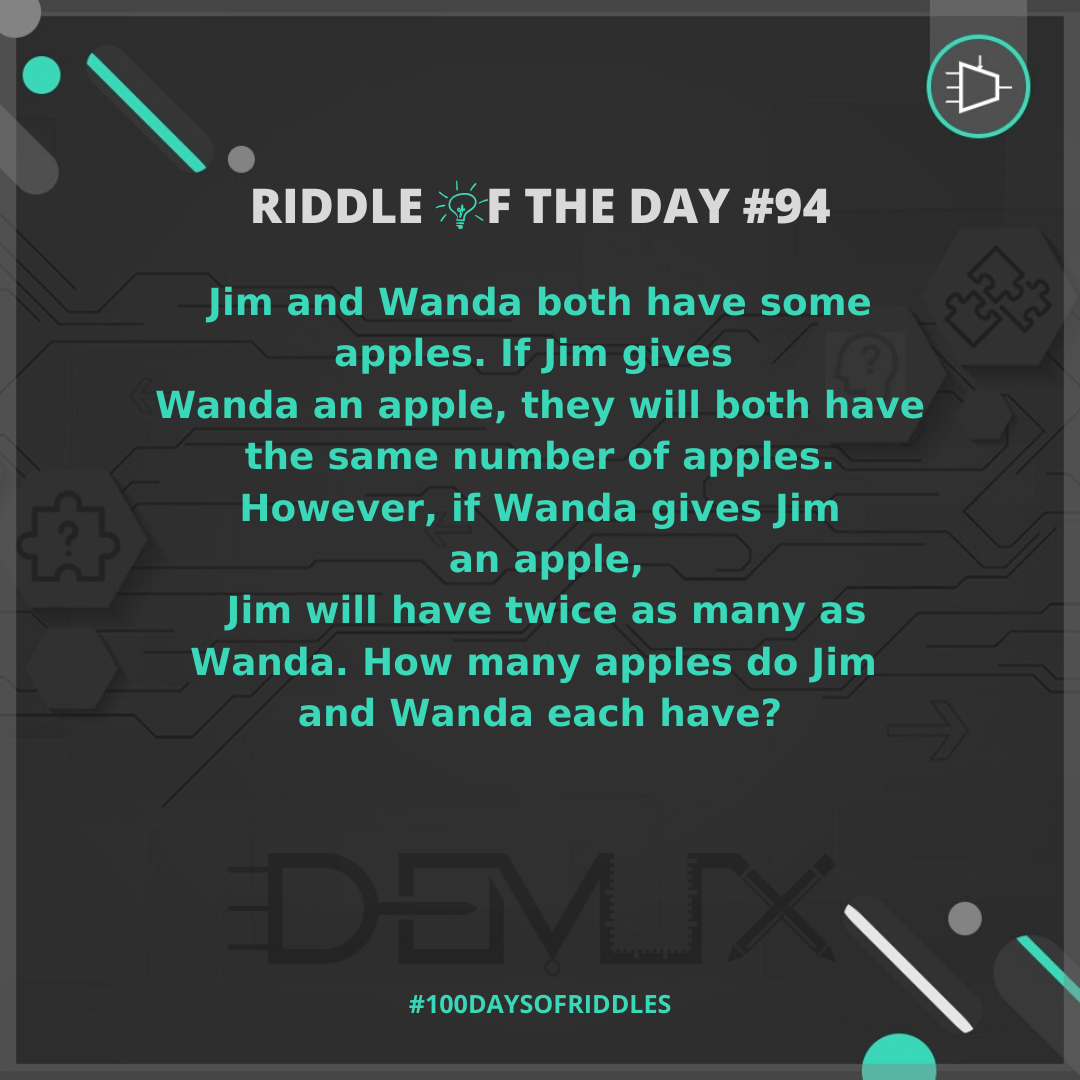 RIDDLE OF THE DAY #94
Jim and Wanda both have some
apples. If Jim gives
Wanda an apple, they will both have
the same number of apples.
However, if Wanda gives Jim
an apple,
Jim will have twice as many as
Wanda. How many apples do Jim
and Wanda each have?
DEMUX
#100DAYSOFRIDDLES